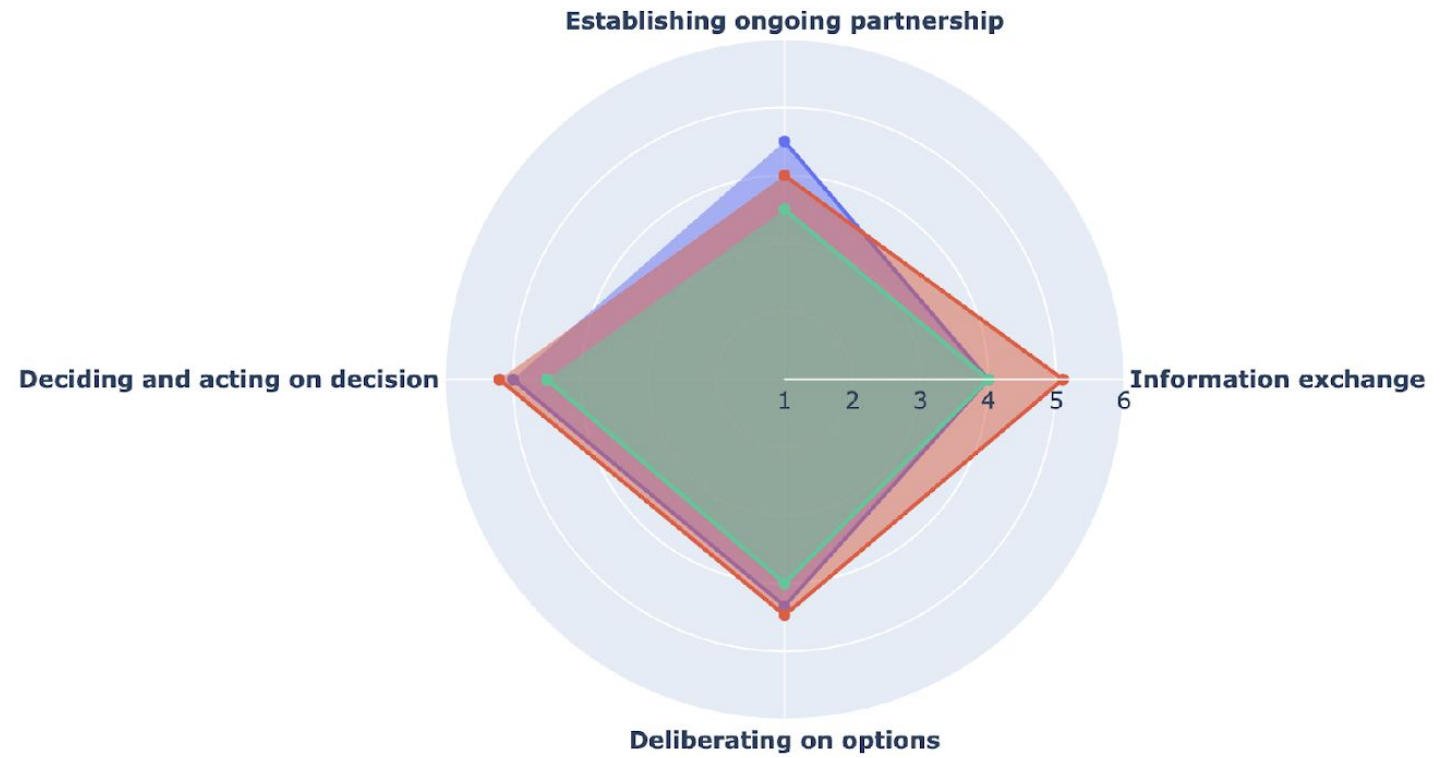 Establishing ongoing partnership
Deciding and acting on decision
Information exchange
1 2 3 4 5 6
Deliberating on options